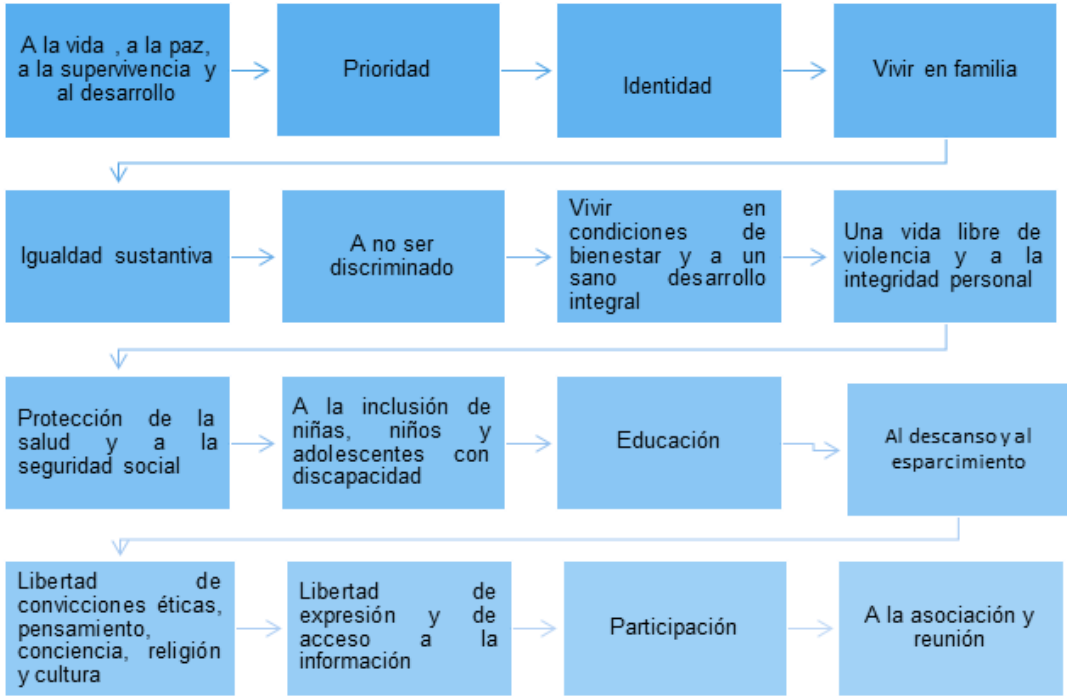 A la vida , a la paz,
a la supervivencia y
al desarrollo
Prioridad
Identidad
Vivir en familia
Igualdad sustantiva
A no ser
discriminado
Vivir en
condiciones de
bienestar y a un
sano desarrollo
integral
Una vida libre de
violencia y a la
integridad personal
Protección de la
salud y a la
seguridad social
A la inclusión de
niñas, niños y
adolescentes con
discapacidad
Educación
Al descanso y al
esparcimiento
Libertad de
convicciones éticas,
pensamiento,
conciencia, religión
y cultura
Libertad de
expresión y de
acceso a la
información
Participación
A la asociación y
reunión